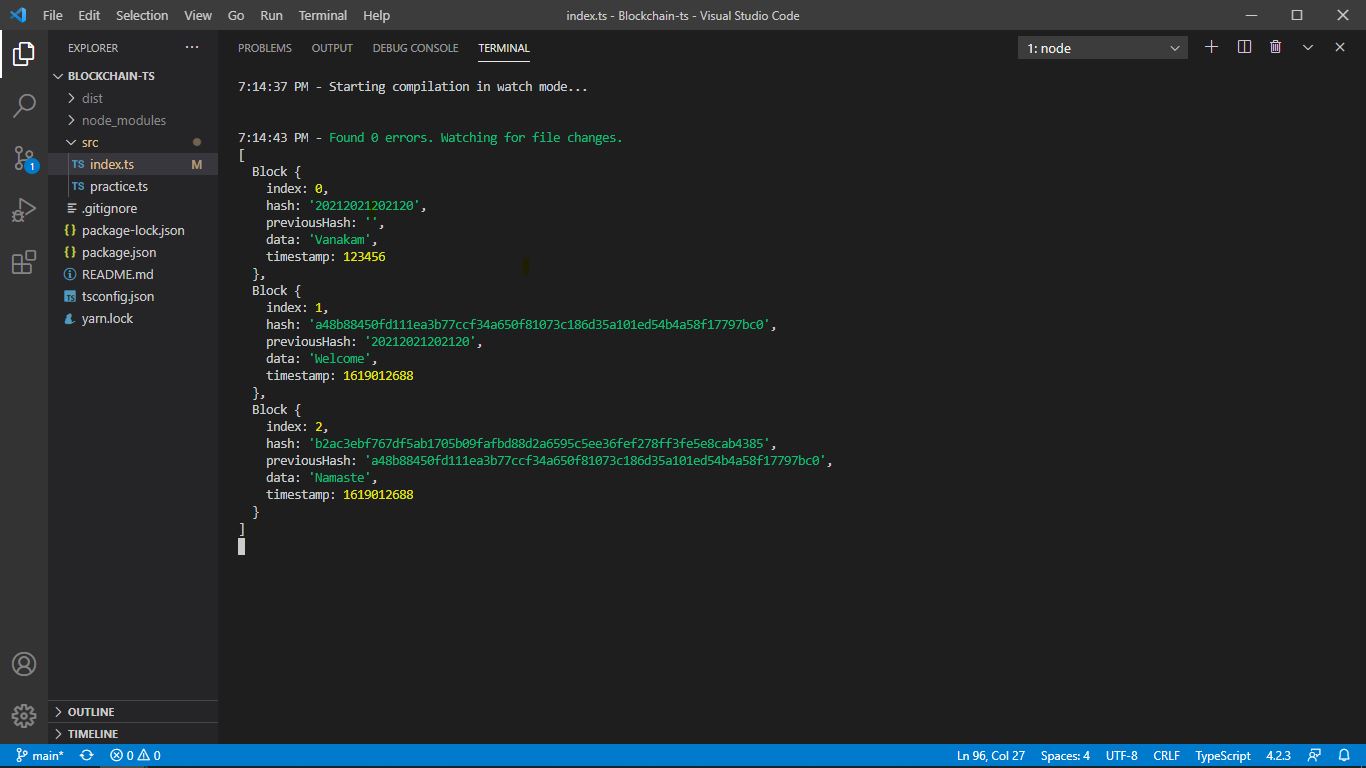 File Edit Selection View Go Run Terminal Help
index.ts - Blockchain-ts - Visual Studio Code
EXPLORER
BLOCKCHAIN-TS
dist
node_modules
src
TS index.ts M
TS practice.ts
.gitignore
{} package-lock.json
{} package.json
README.md
TS tsconfig.json
yarn.lock
1
OUTLINE
TIMELINE
PROBLEMS OUTPUT DEBUG CONSOLE TERMINAL
1: node
7:14:37 PM - Starting compilation in watch mode...
7:14:43 PM - Found 0 errors. Watching for file changes.
[
Block {
index: 0,
hash: '20212021202120',
previousHash: '',
data: 'Vanakam',
timestamp: 123456
},
Block {
index: 1,
hash: 'a48b88450fd111ea3b77ccf34a650f81073c186d35a101ed54b4a58f17797bc0',
previousHash: '20212021202120',
data: 'Welcome',
timestamp: 1619012688
},
Block {
index: 2,
hash: 'b2ac3ebf767df5ab1705b09fafbd88d2a6595c5ee36fef278ff3fe5e8cab4385',
previousHash: 'a48b88450fd111ea3b77ccf34a650f81073c186d35a101ed54b4a58f17797bc0',
data: 'Namaste',
timestamp: 1619012688
}
]
main* 0 0 Ln 96, Col 27 Spaces: 4 UTF-8 CRLF TypeScript 4.2.3